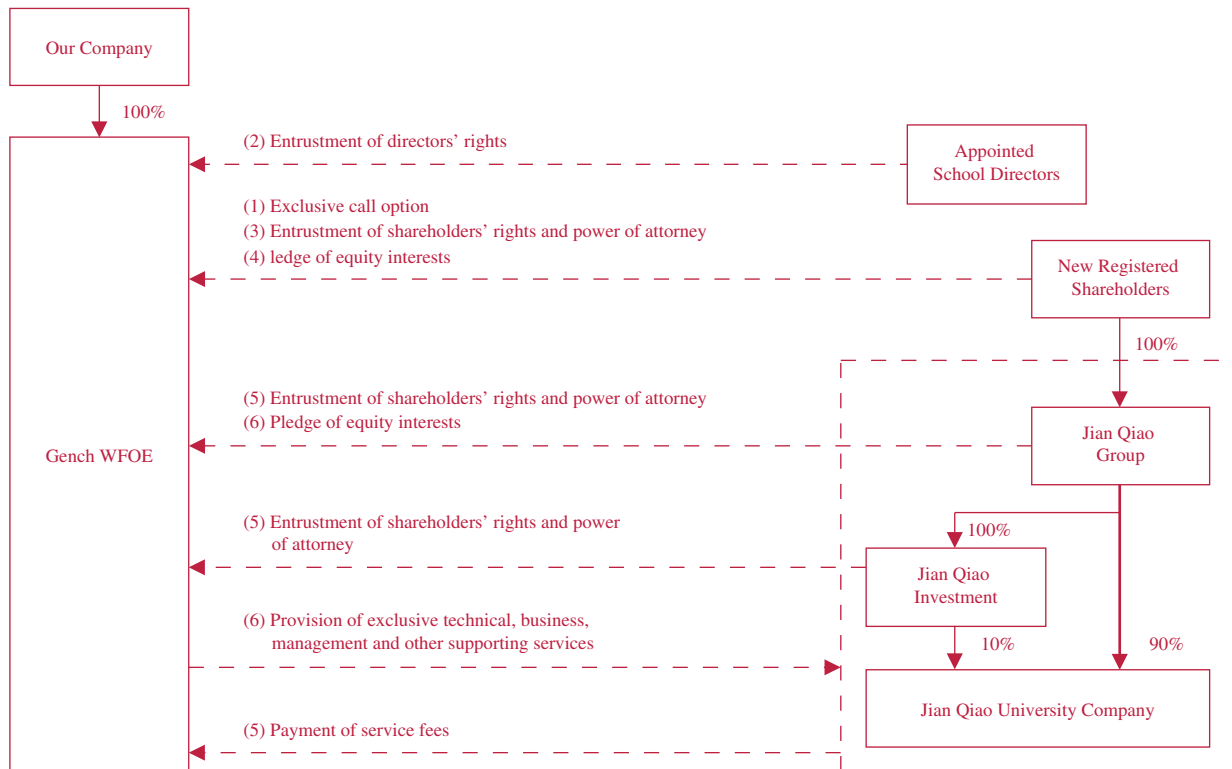 Our Company
100%
(2) Entrustment of directors’ rights
Appointed
School Directors
(1) Exclusive call option
(3) Entrustment of shareholders’ rights and power of attorney
(4) ledge of equity interests
New Registered
Shareholders
100%
(5) Entrustment of shareholders’ rights and power of attorney
(6) Pledge of equity interests
Jian Qiao
Group
Gench WFOE
(5) Entrustment of shareholders’ rights and power
of attorney
100%
Jian Qiao
Investment
(6) Provision of exclusive technical, business,
management and other supporting services
10%
90%
Jian Qiao University Company
(5) Payment of service fees